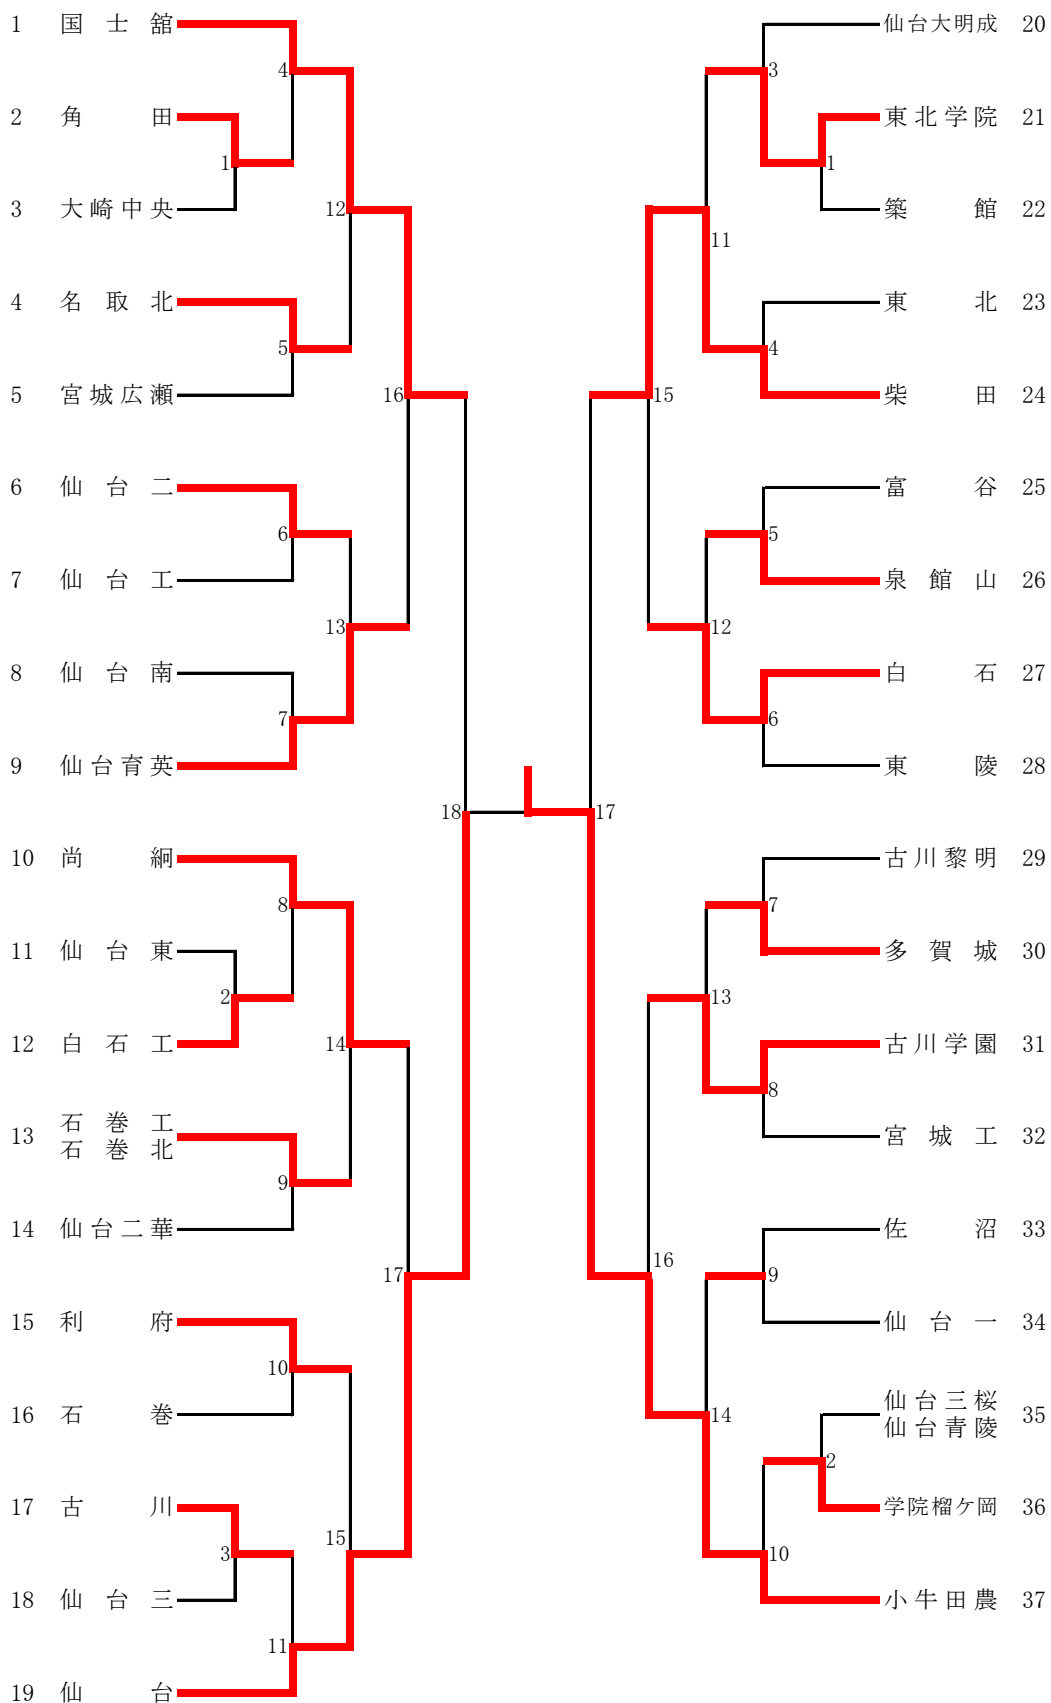 1 国士舘
2 角田
3 大崎中央
4 名取北
5 宮城広瀬
6 仙台二
7 仙台工
8 仙台南
9 仙台育英
10 尚絅
11 仙台東
12 白石工
13 石巻工
石巻北
14 仙台二華
15 利府
16 石巻
17 古川
18 仙台三
19 仙台
4
1
12
5
16
6
13
7
18
8
2
14
9
17
10
15
3
11
3
1
11
4
15
5
12
6
17
7
13
8
16
9
14
2
10
仙台大明成 20
東北学院 21
築館 22
東北 23
柴田 24
富谷 25
泉館山 26
白石 27
東陵 28
古川黎明 29
多賀城 30
古川学園 31
宮城工 32
佐沼 33
仙台一 34
仙台三桜
仙台青陵 35
学院榴ケ岡 36
小牛田農 37